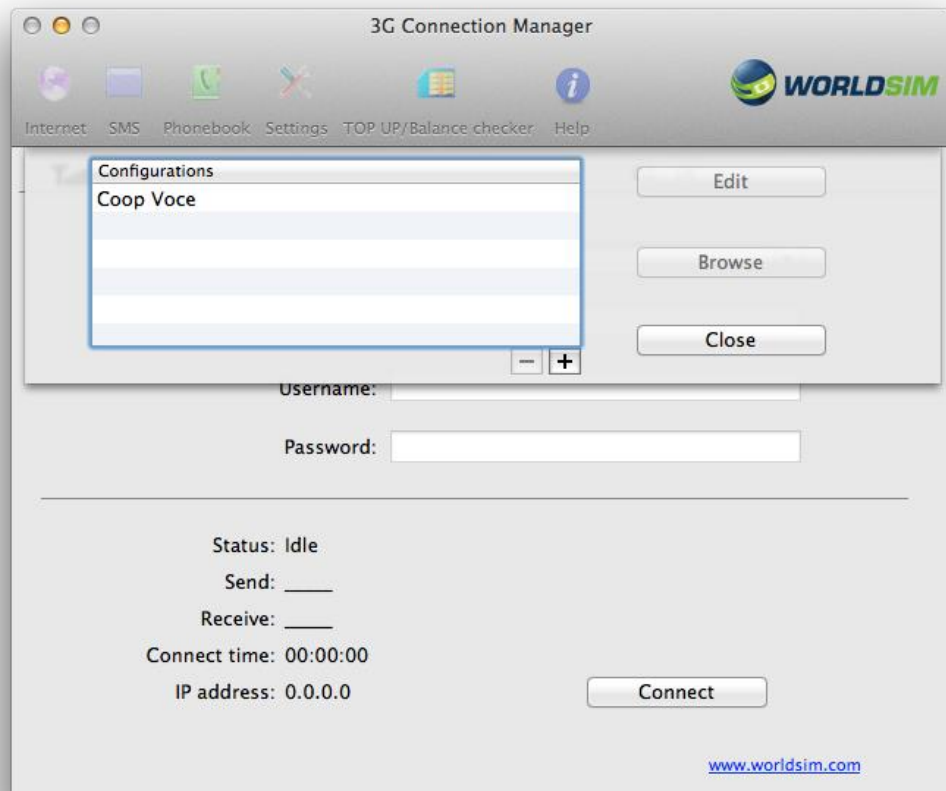 3G Connection Manager
WORLDSIM
Internet SMS Phonebook Settings TOP UP/Balance checker Help
Configurations
Coop Voce
Edit
Browse
Close
Username:
Password:
Status: Idle
Send: _____
Receive: _____
Connect time: 00:00:00
IP address: 0.0.0.0
Connect
www.worldsim.com